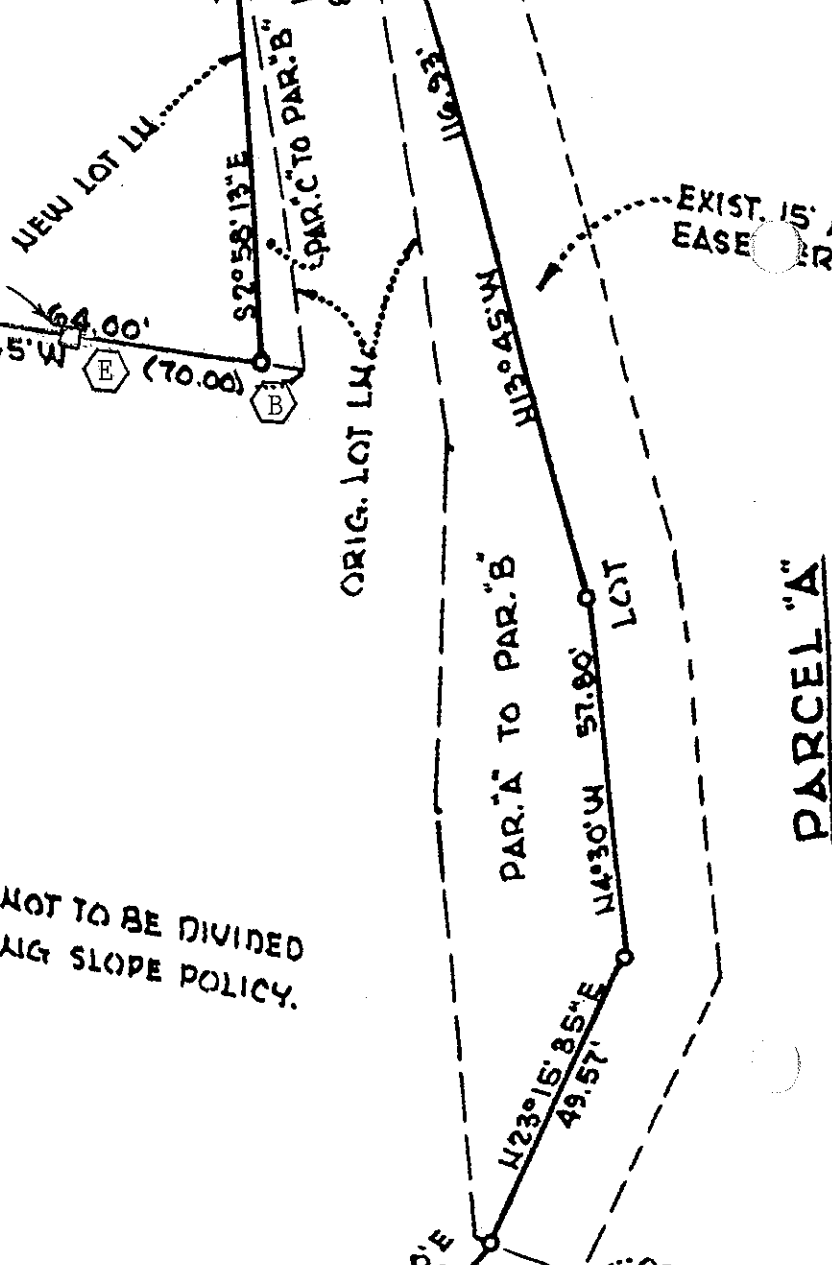 NEW LOT LN.
S2°58'13"E
PAR."C" TO PAR."B"
116.93'
EXIST. 15'
EASE
64.00'
5'W
E
(70.00)
B
ORIG. LOT LN.
N13°45'W
LOT
PAR."A" TO PAR."B"
57.80'
N4°30'W
PARCEL "A"
NOT TO BE DIVIDED
NG SLOPE POLICY.
N23°15'85"E
49.57'
'E